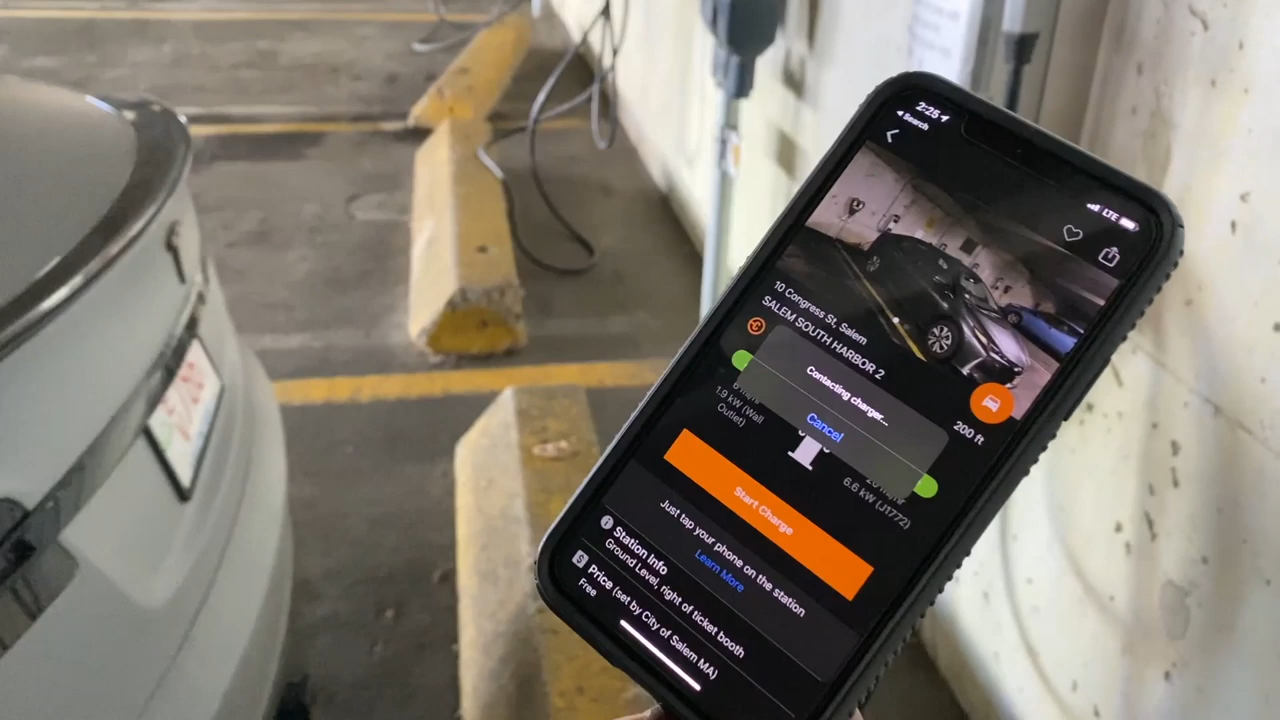 2:25
Search
LTE
10 Congress St, Salem
SALEM SOUTH HARBOR 2
200 ft
Contacting charger...
Cancel
1.9 kW (Wall
Outlet)
6.6 kW (J1772)
Start Charge
Just tap your phone on the station
Learn More
Station Info
Ground Level, right of ticket booth
Price (set by City of Salem MA)
Free